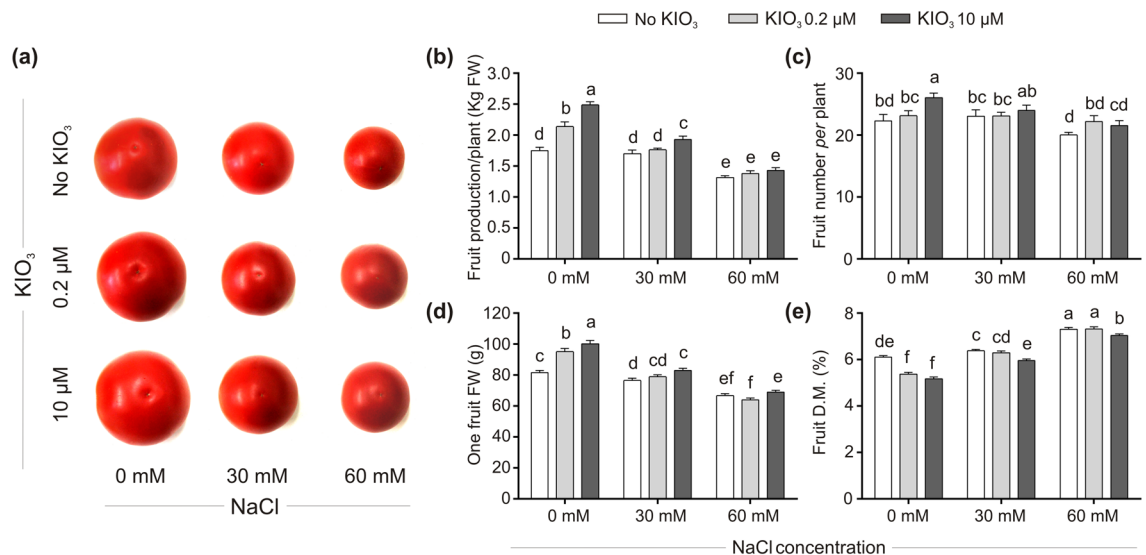 No KIO₃ KIO₃ 0.2 µM KIO₃ 10 µM
(a)
KIO₃
No KIO₃
0.2 µM
10 µM
0 mM 30 mM 60 mM
NaCl
(b)
Fruit production/plant (Kg FW)
3.0
2.5
2.0
1.5
1.0
0.5
0.0
d b a d d c e e e
0 mM 30 mM 60 mM
(c)
Fruit number per plant
30
20
10
0
bd bc a bc bc ab d bd cd
0 mM 30 mM 60 mM
(d)
One fruit FW (g)
120
100
80
60
40
20
0
c b a d cd c ef f e
0 mM 30 mM 60 mM
(e)
Fruit D.M. (%)
8
6
4
2
0
de f f c cd e a a b
0 mM 30 mM 60 mM
NaCl concentration